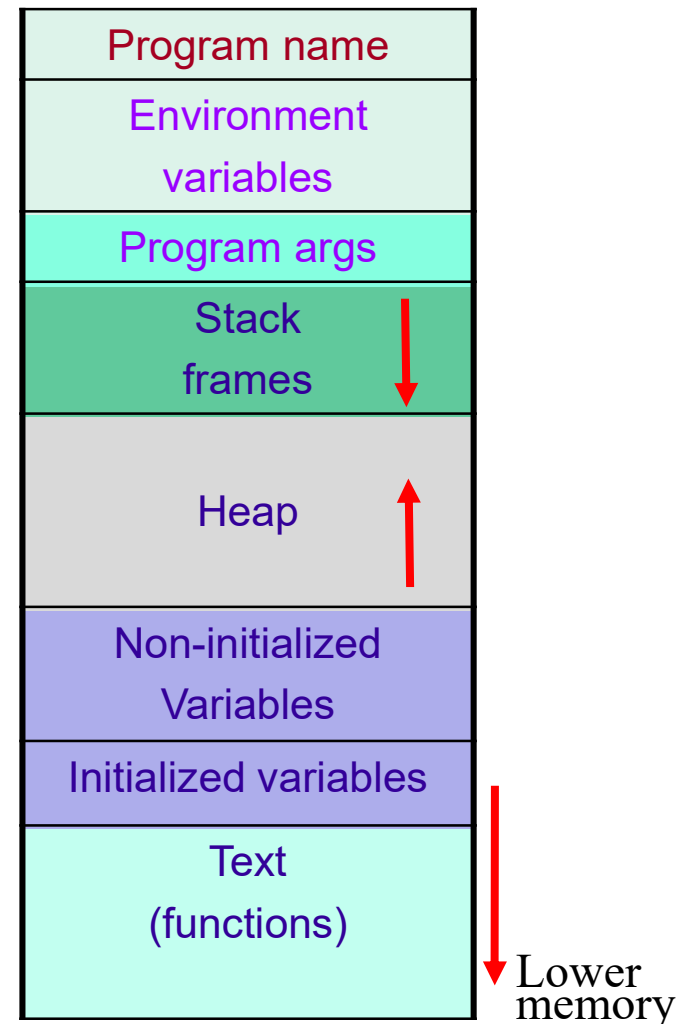 Program name
Environment
variables
Program args
Stack
frames
Heap
Non-initialized
Variables
Initialized variables
Text
(functions)
Lower
memory